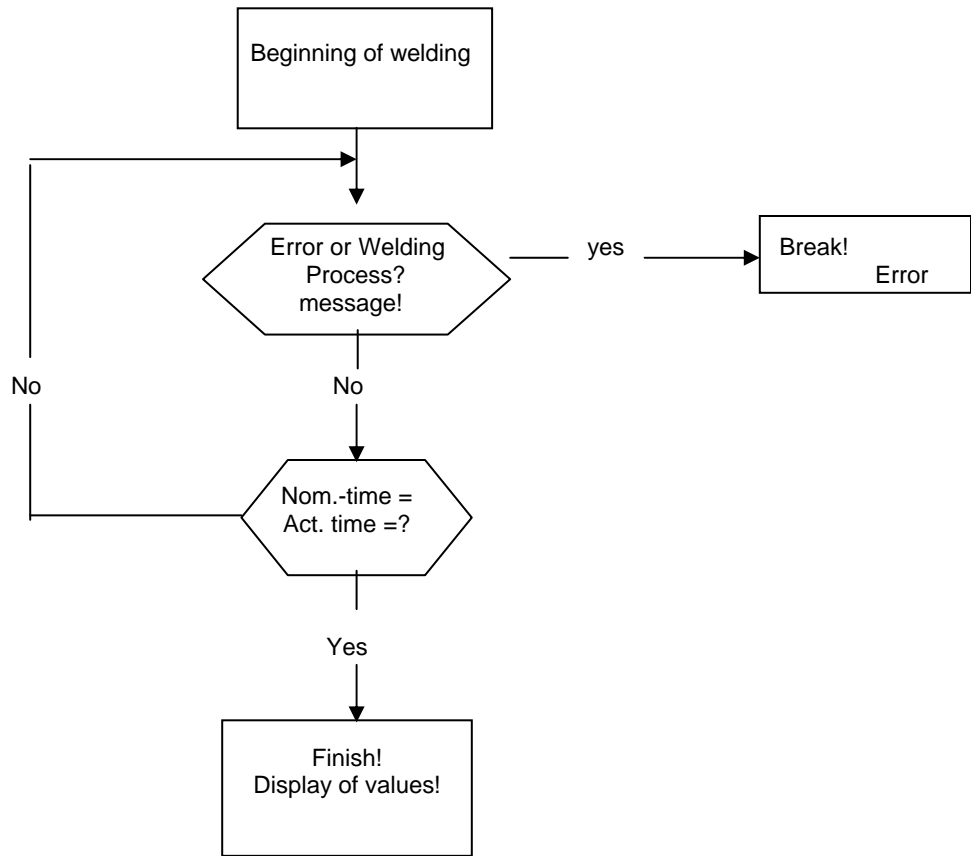 Beginning of welding
Error or Welding
Process?
message!
yes
Break!
Error
No
No
Nom.-time =
Act. time =?
Yes
Finish!
Display of values!